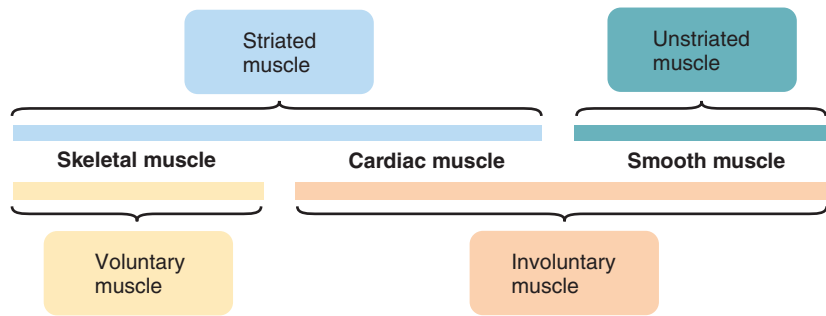 Striated
muscle
Unstriated
muscle
Skeletal muscle
Cardiac muscle
Smooth muscle
Voluntary
muscle
Involuntary
muscle